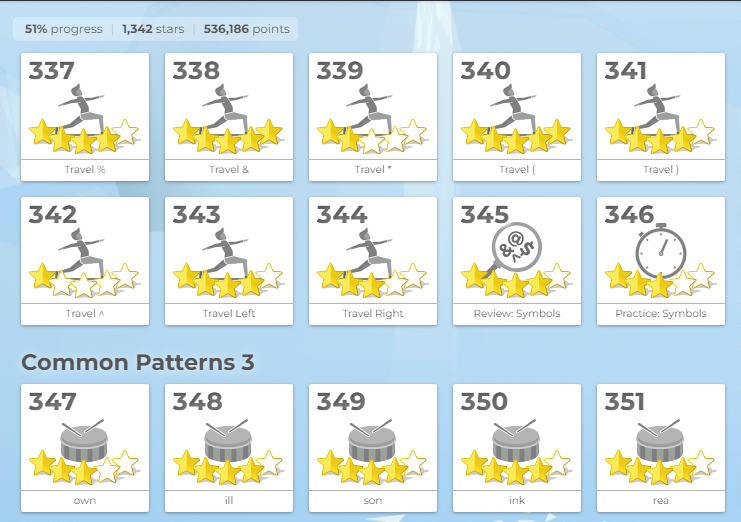 51% progress | 1,342 stars | 536,186 points
337 338 339 340 341
Travel % Travel & Travel * Travel ( Travel )
342 343 344 345 346
&@^$
Travel ^ Travel Left Travel Right Review: Symbols Practice: Symbols
Common Patterns 3
347 348 349 350 351
own ill son ink rea